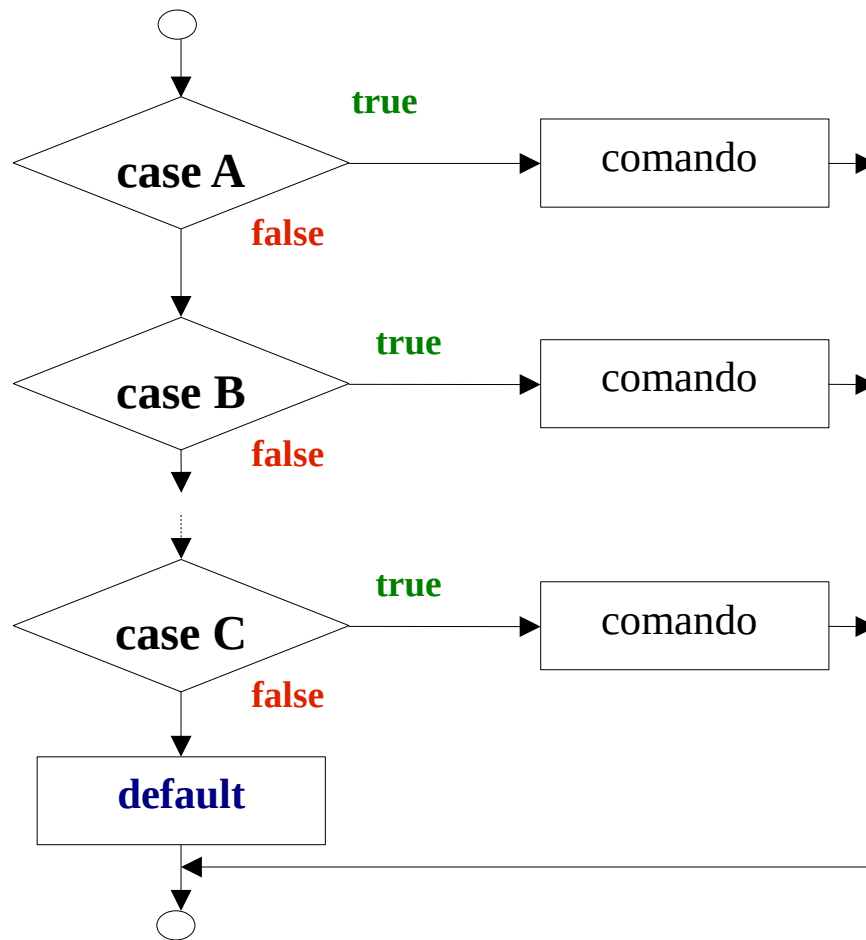 true
case A
comando
false
true
case B
comando
false
true
case C
comando
false
default